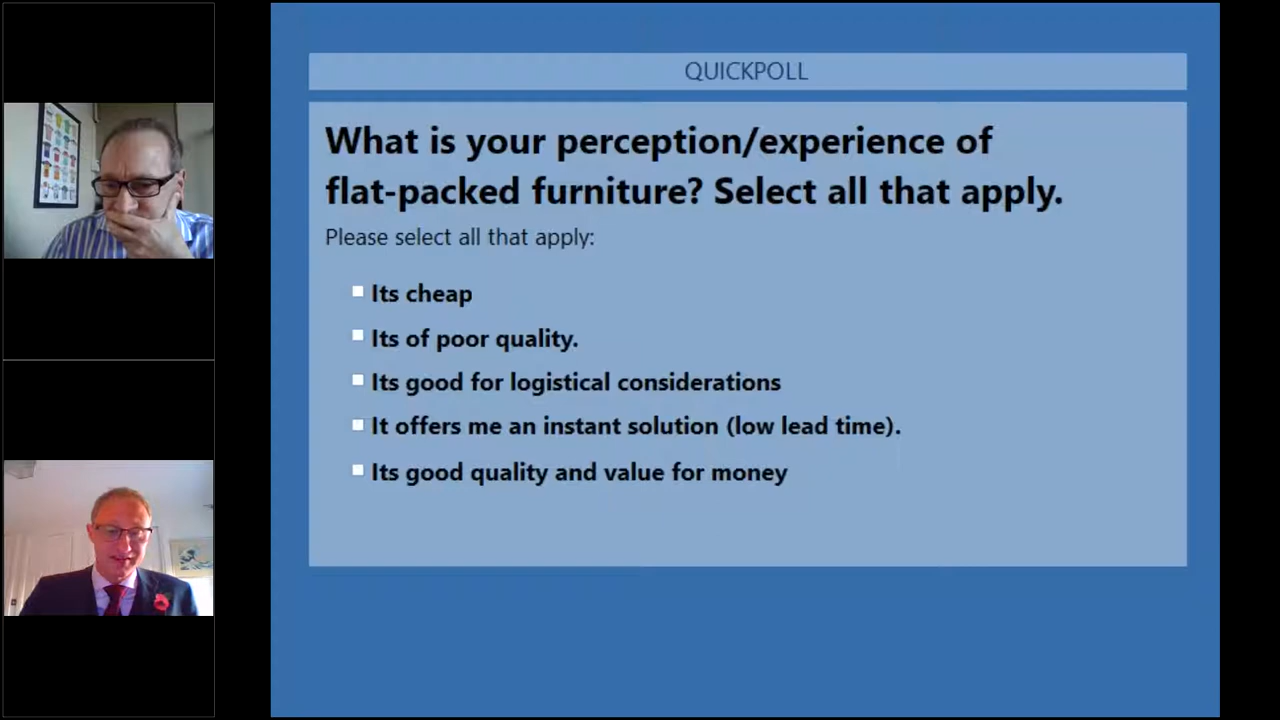 QUICKPOLL
What is your perception/experience of
flat-packed furniture? Select all that apply.
Please select all that apply:
Its cheap
Its of poor quality.
Its good for logistical considerations
It offers me an instant solution (low lead time).
Its good quality and value for money